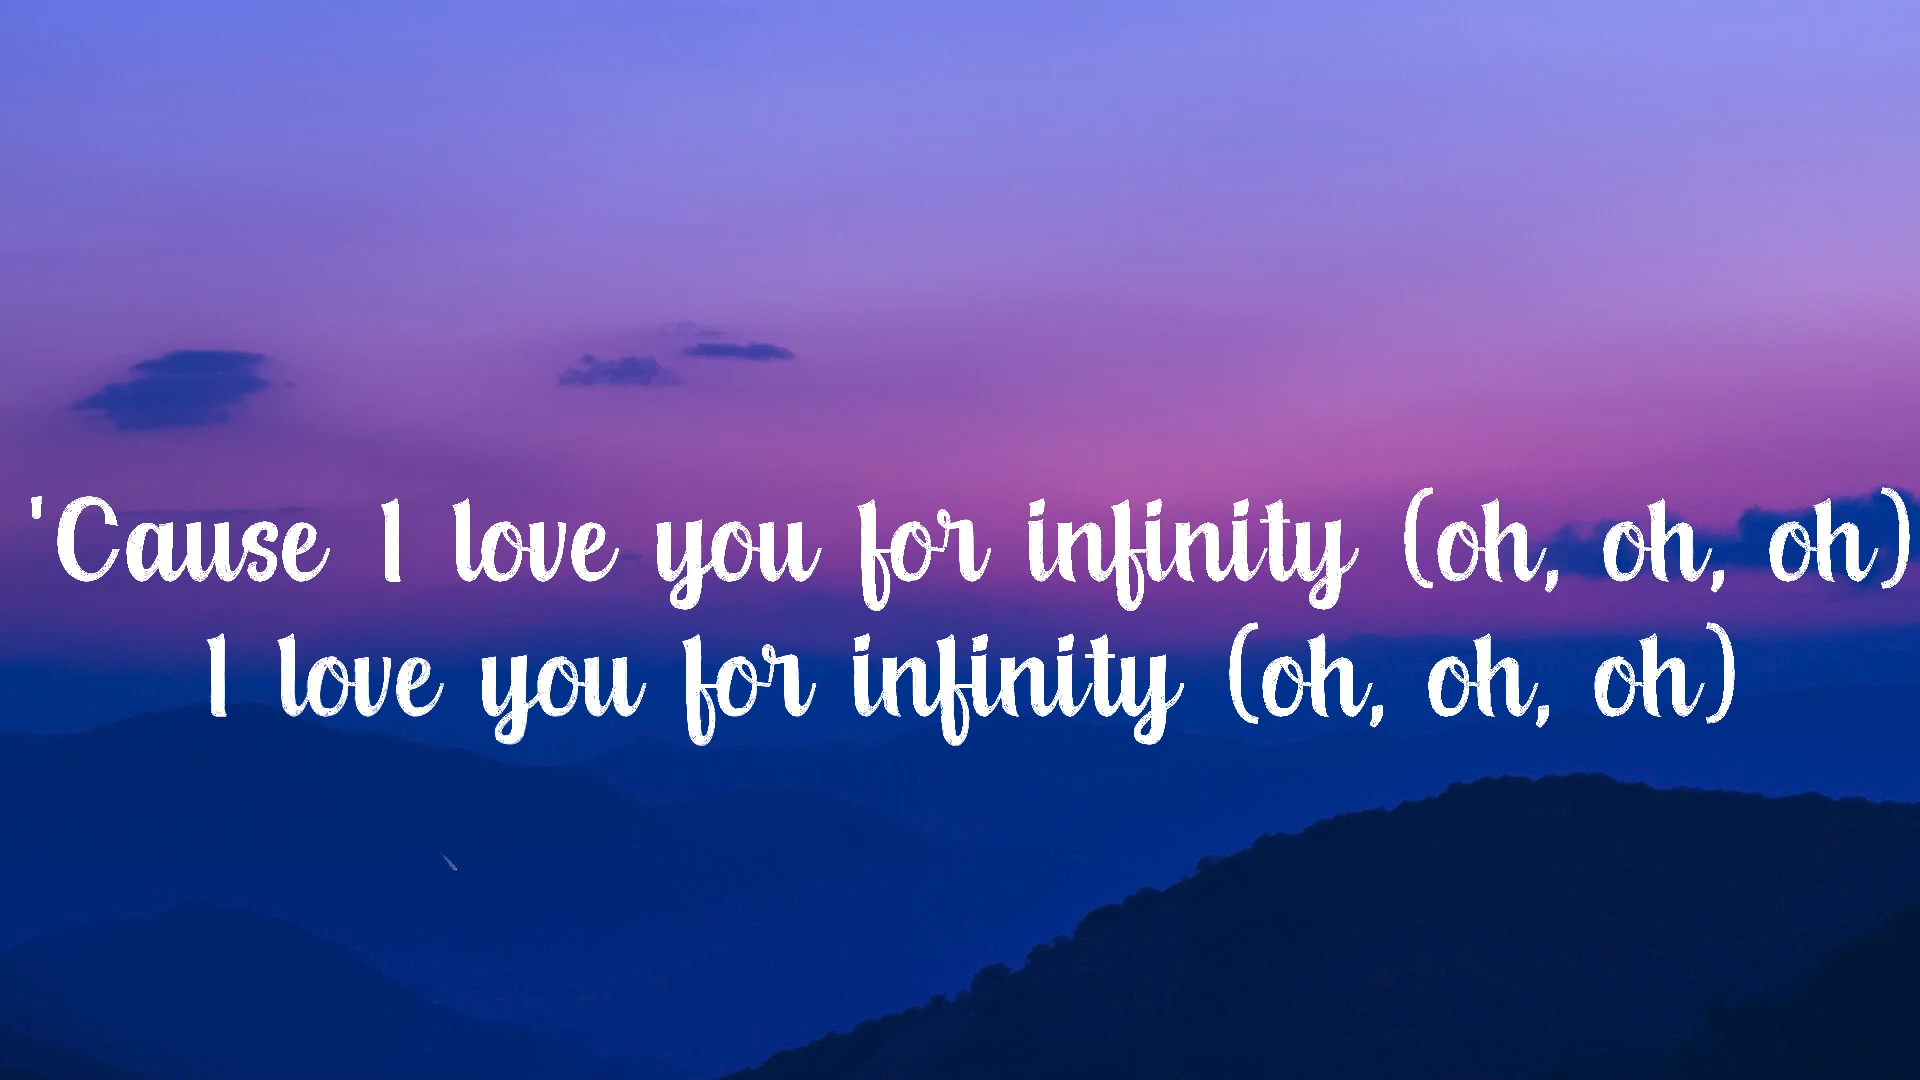 'Cause I love you for infinity (oh, oh, oh)
I love you for infinity (oh, oh, oh)